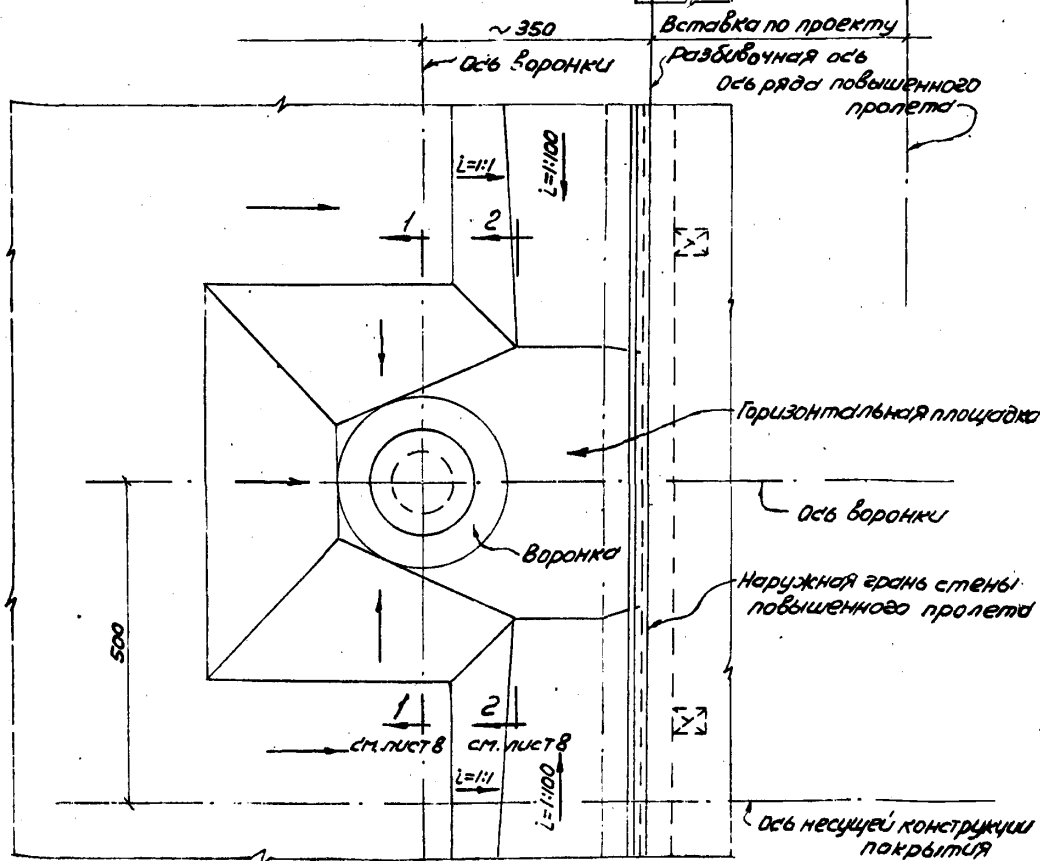 ~350
Вставка по проекту
Ось воронки
Разбивочная ось
Ось ряда повышенного
пролета
i=1:1
i=1:100
1
2
Горизонтальная площадка
Ось воронки
Воронка
Наружная грань стены
повышенного пролета
500
1
2
см. лист 8
см. лист 8
i=1:1
i=1:100
Ось несущей конструкции
покрытия